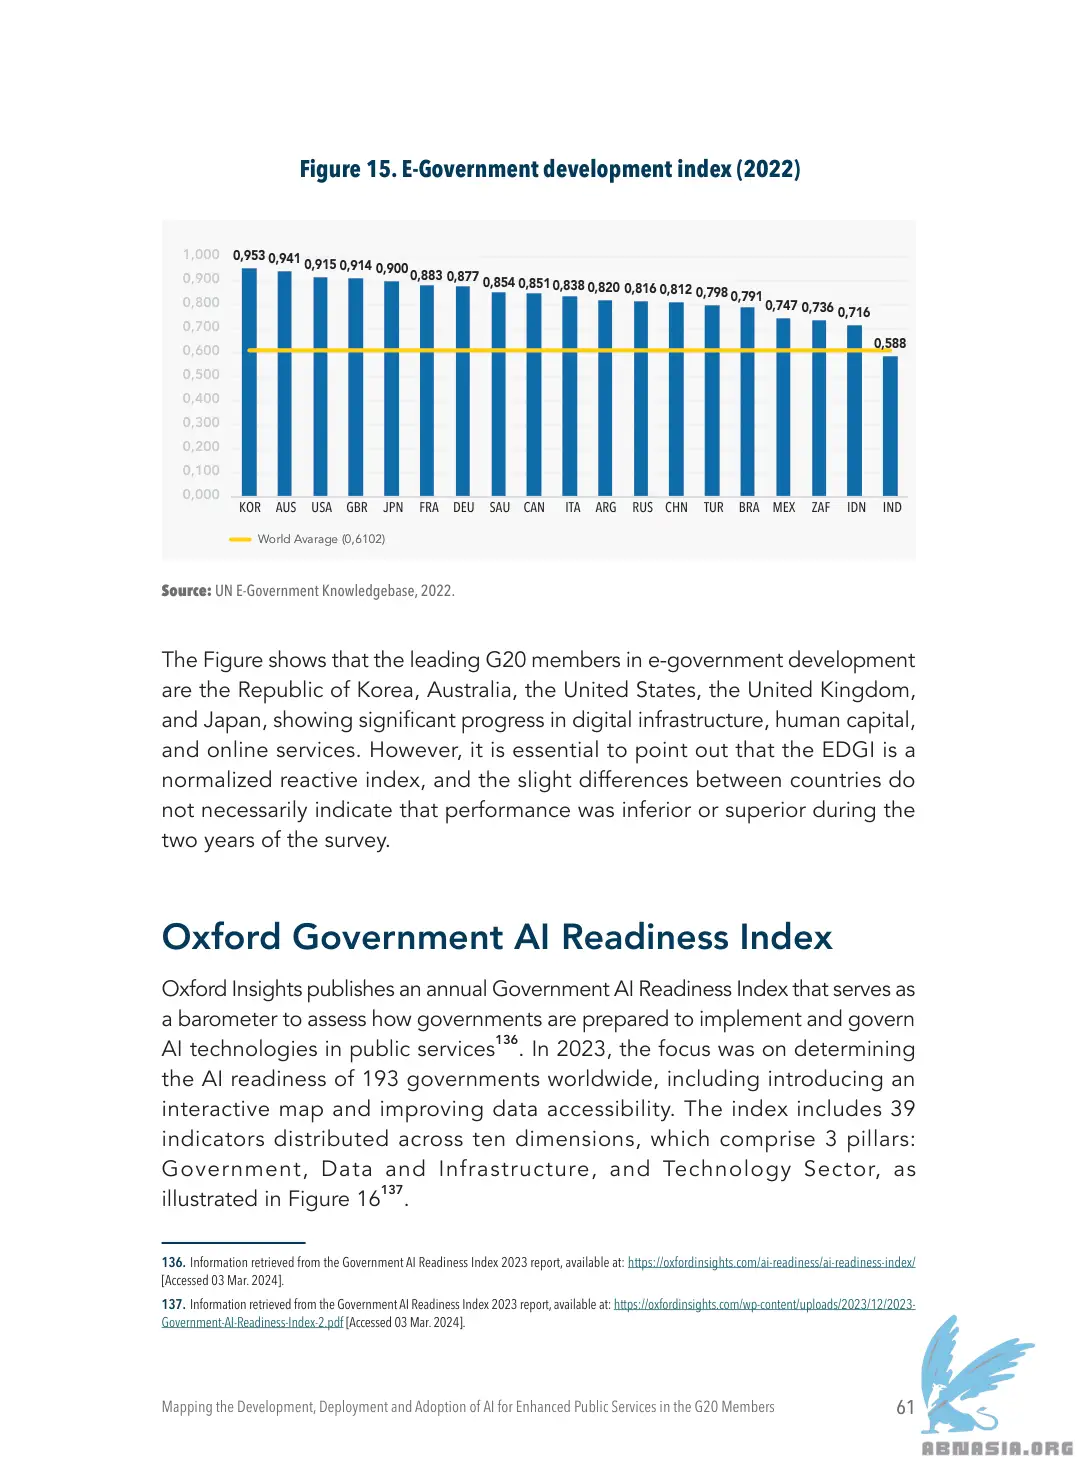 Figure 15. E-Government development index (2022)
1,000
0,900
0,800
0,700
0,600
0,500
0,400
0,300
0,200
0,100
0,000
0,953 0,941 0,915 0,914 0,900 0,883 0,877 0,854 0,851 0,838 0,820 0,816 0,812 0,798 0,791 0,747 0,736 0,716 0,588
KOR AUS USA GBR JPN FRA DEU SAU CAN ITA ARG RUS CHN TUR BRA MEX ZAF IDN IND
World Avarage (0,6102)
Source: UN E-Government Knowledgebase, 2022.
The Figure shows that the leading G20 members in e-government development
are the Republic of Korea, Australia, the United States, the United Kingdom,
and Japan, showing significant progress in digital infrastructure, human capital,
and online services. However, it is essential to point out that the EDGI is a
normalized reactive index, and the slight differences between countries do
not necessarily indicate that performance was inferior or superior during the
two years of the survey.
Oxford Government AI Readiness Index
Oxford Insights publishes an annual Government AI Readiness Index that serves as
a barometer to assess how governments are prepared to implement and govern
AI technologies in public services136. In 2023, the focus was on determining
the AI readiness of 193 governments worldwide, including introducing an
interactive map and improving data accessibility. The index includes 39
indicators distributed across ten dimensions, which comprise 3 pillars:
Government, Data and Infrastructure, and Technology Sector, as
illustrated in Figure 16137.
136. Information retrieved from the Government AI Readiness Index 2023 report, available at: https://oxfordinsights.com/ai-readiness/ai-readiness-index/
[Accessed 03 Mar. 2024].
137. Information retrieved from the Government AI Readiness Index 2023 report, available at: https://oxfordinsights.com/wp-content/uploads/2023/12/2023-
Government-AI-Readiness-Index-2.pdf [Accessed 03 Mar. 2024].
Mapping the Development, Deployment and Adoption of AI for Enhanced Public Services in the G20 Members
61
ABNASIA.ORG